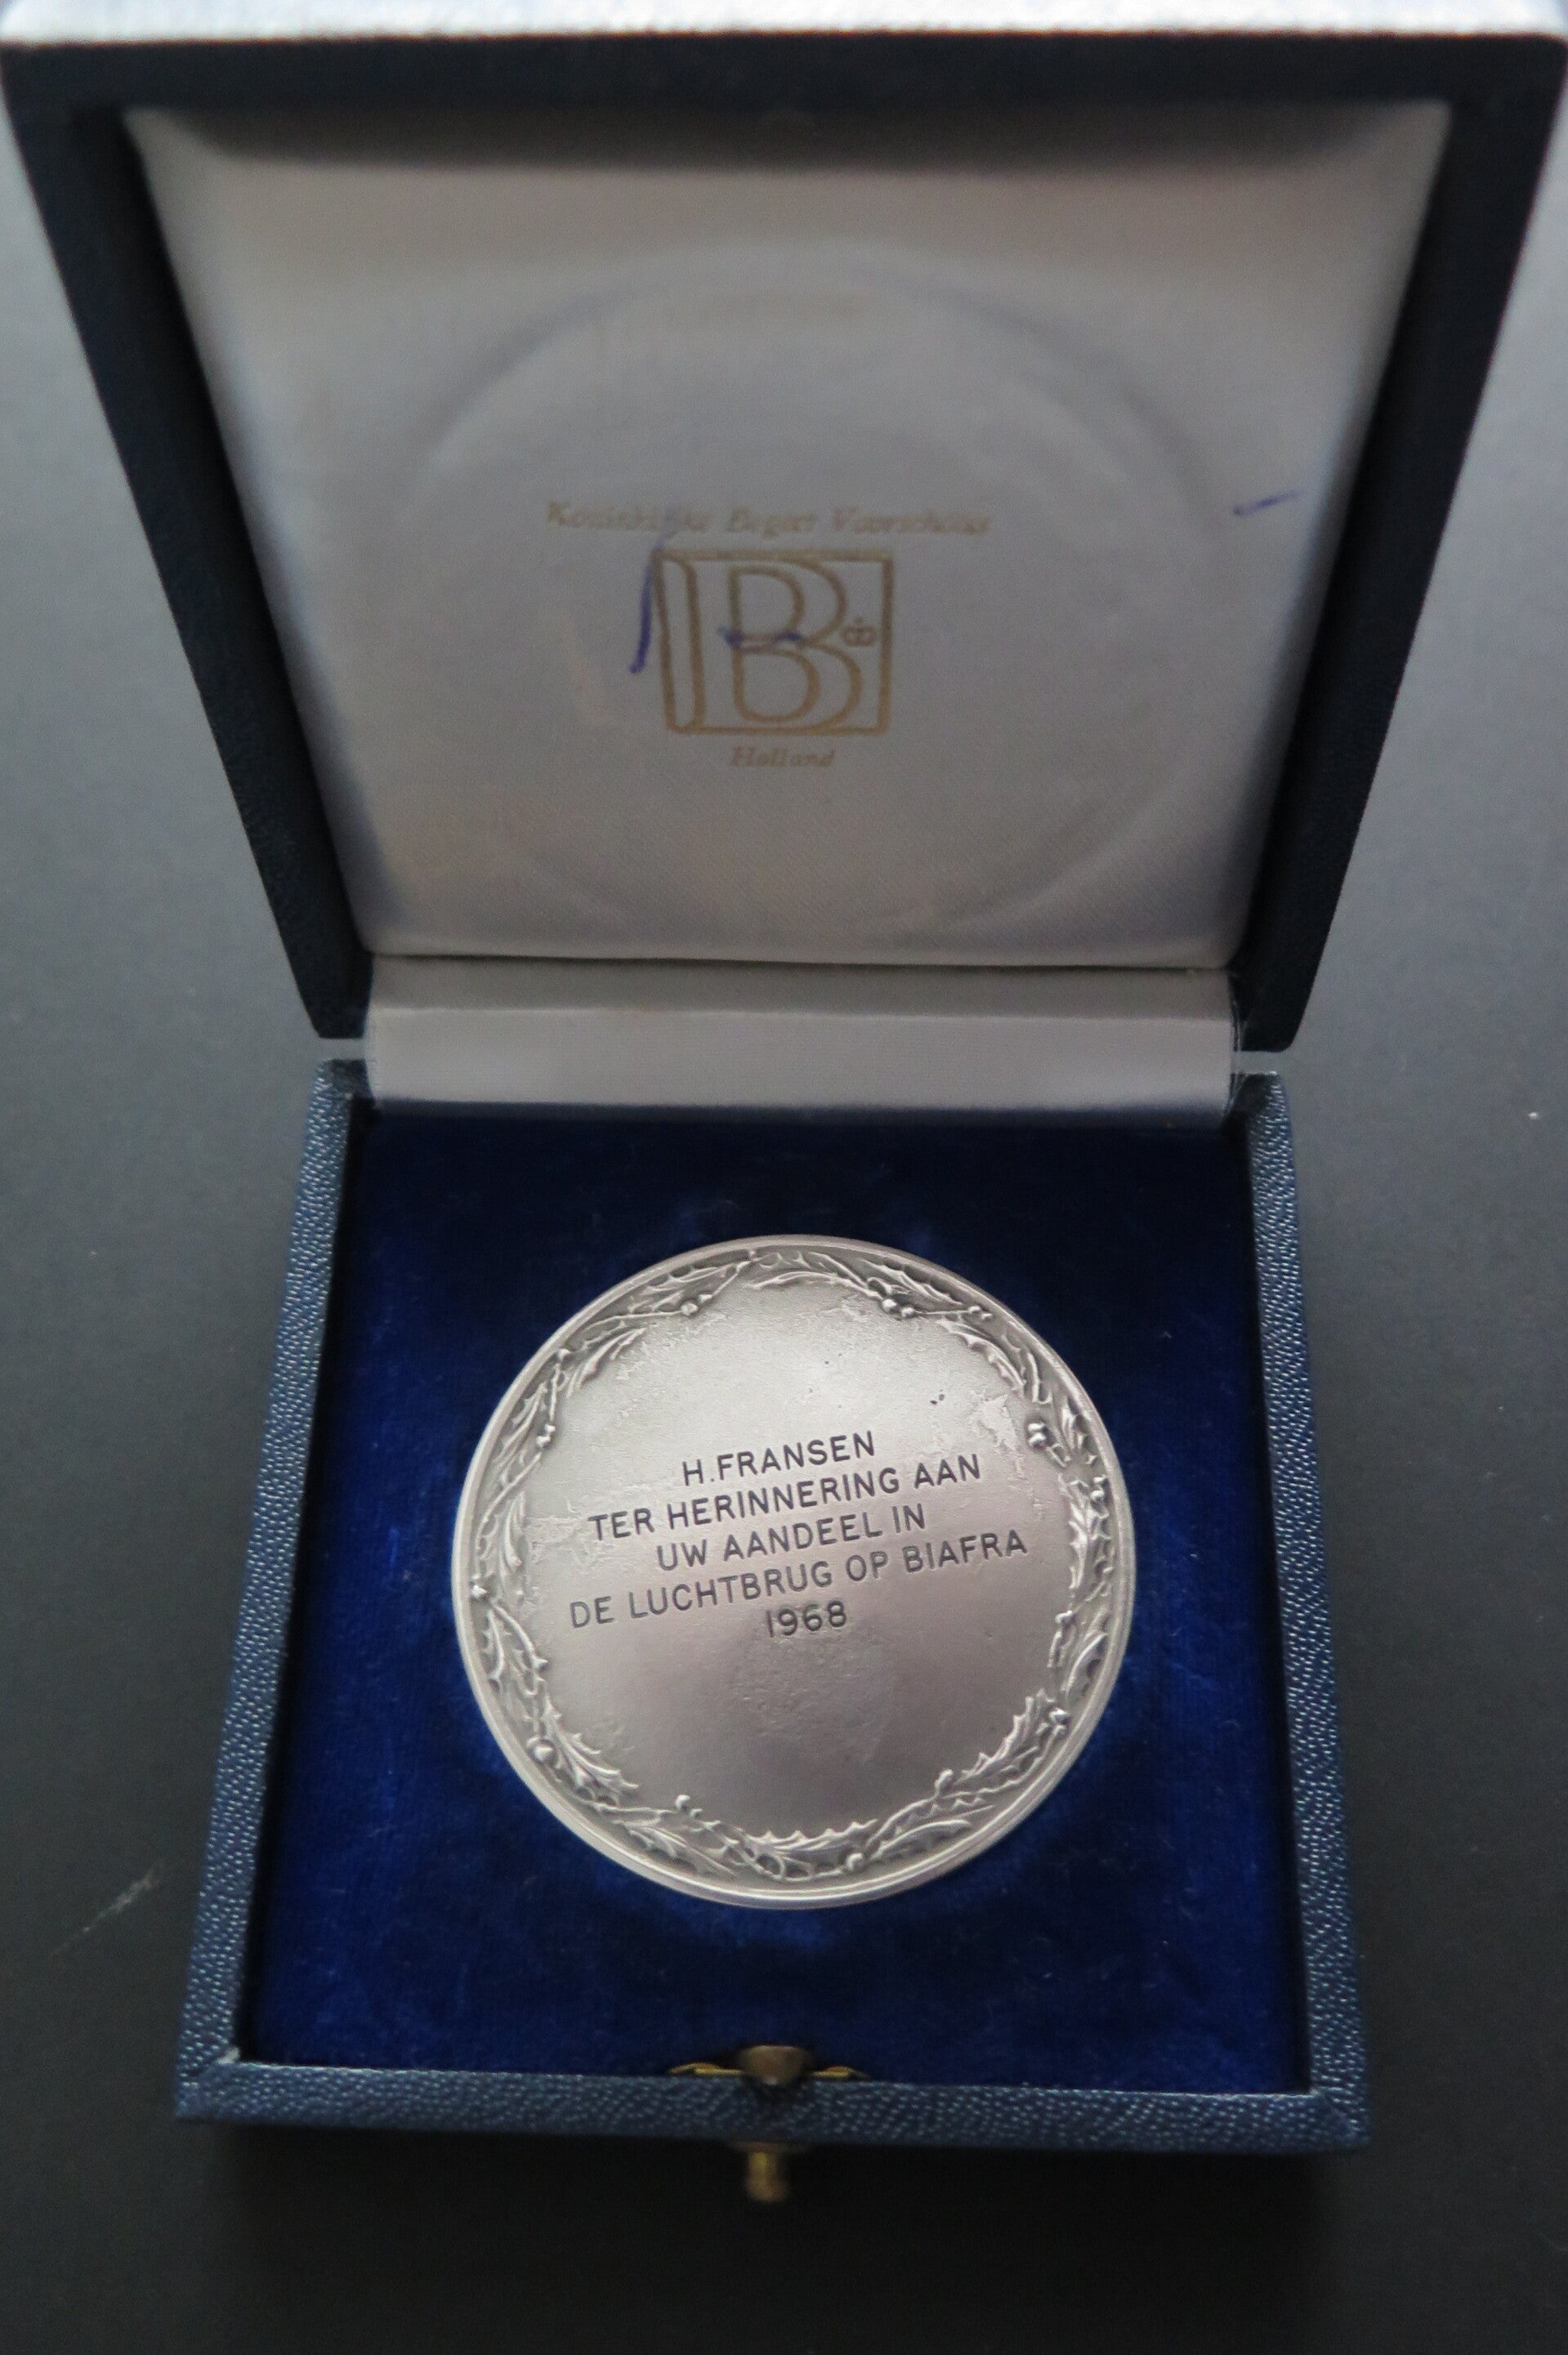 Koninklijke Begeer Voorschoten
B
Holland
H.FRANSEN
TER HERINNERING AAN
UW AANDEEL IN
DE LUCHTBRUG OP BIAFRA
1968